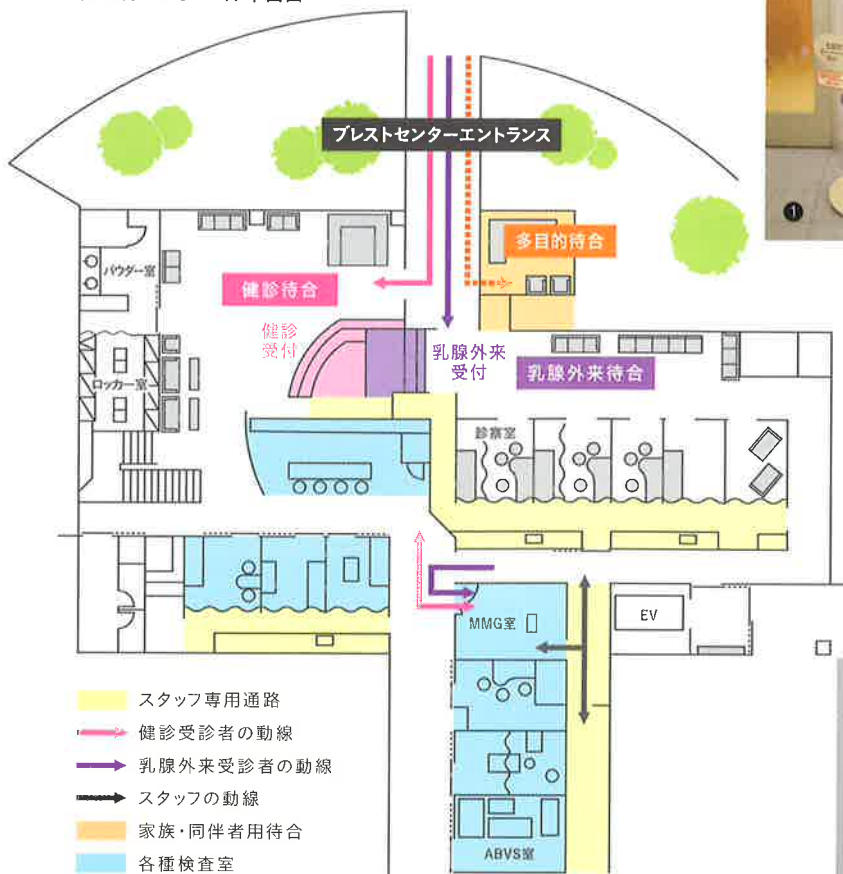 ブレストセンターエントランス
多目的待合
①
パウダー室
健診待合
健診
受付
乳腺外来
受付
乳腺外来待合
ロッカー室
診察室
MMG室
EV
ABVS室
スタッフ専用通路
健診受診者の動線
乳腺外来受診者の動線
スタッフの動線
家族・同伴者用待合
各種検査室